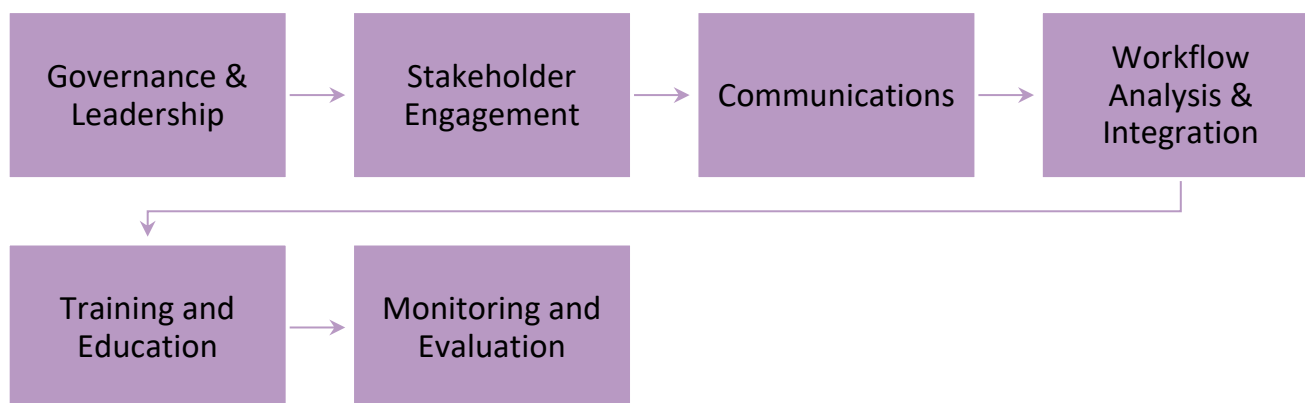 Governance &
Leadership
Stakeholder
Engagement
Communications
Workflow
Analysis &
Integration
Training and
Education
Monitoring and
Evaluation